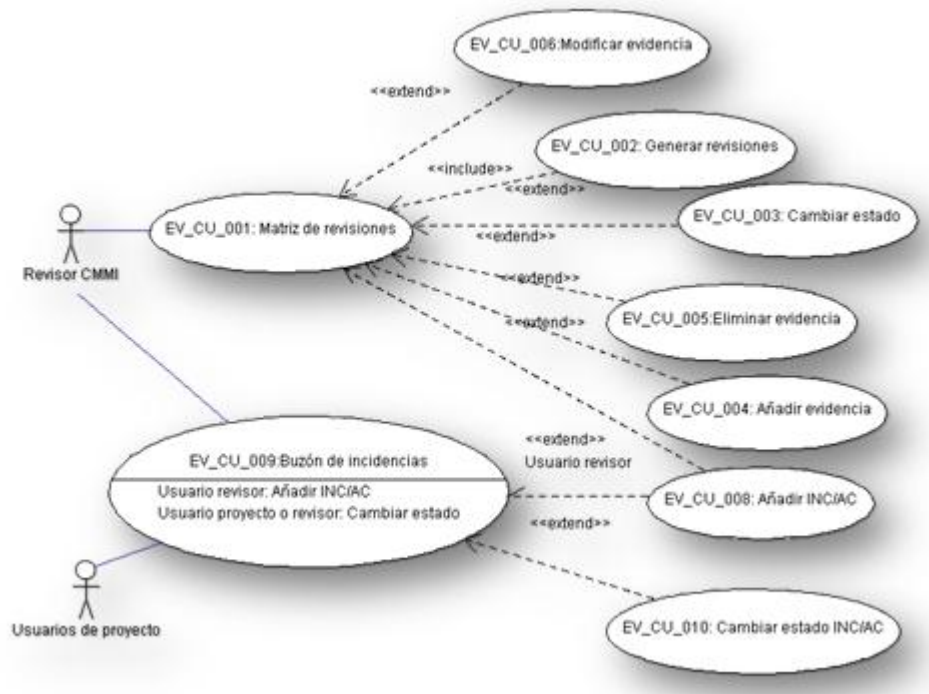 EV_CU_006:Modificar evidencia
<<extend>>
EV_CU_002: Generar revisiones
<<include>>
<<extend>>
EV_CU_003: Cambiar estado
EV_CU_001: Matriz de revisiones
<<extend>>
Revisor CMMI
<<extend>>
EV_CU_005:Eliminar evidencia
<<extend>>
EV_CU_004: Añadir evidencia
<<extend>>
Usuario revisor
EV_CU_009:Buzón de incidencias
Usuario revisor: Añadir INC/AC
Usuario proyecto o revisor: Cambiar estado
EV_CU_008: Añadir INC/AC
<<extend>>
Usuarios de proyecto
EV_CU_010: Cambiar estado INC/AC